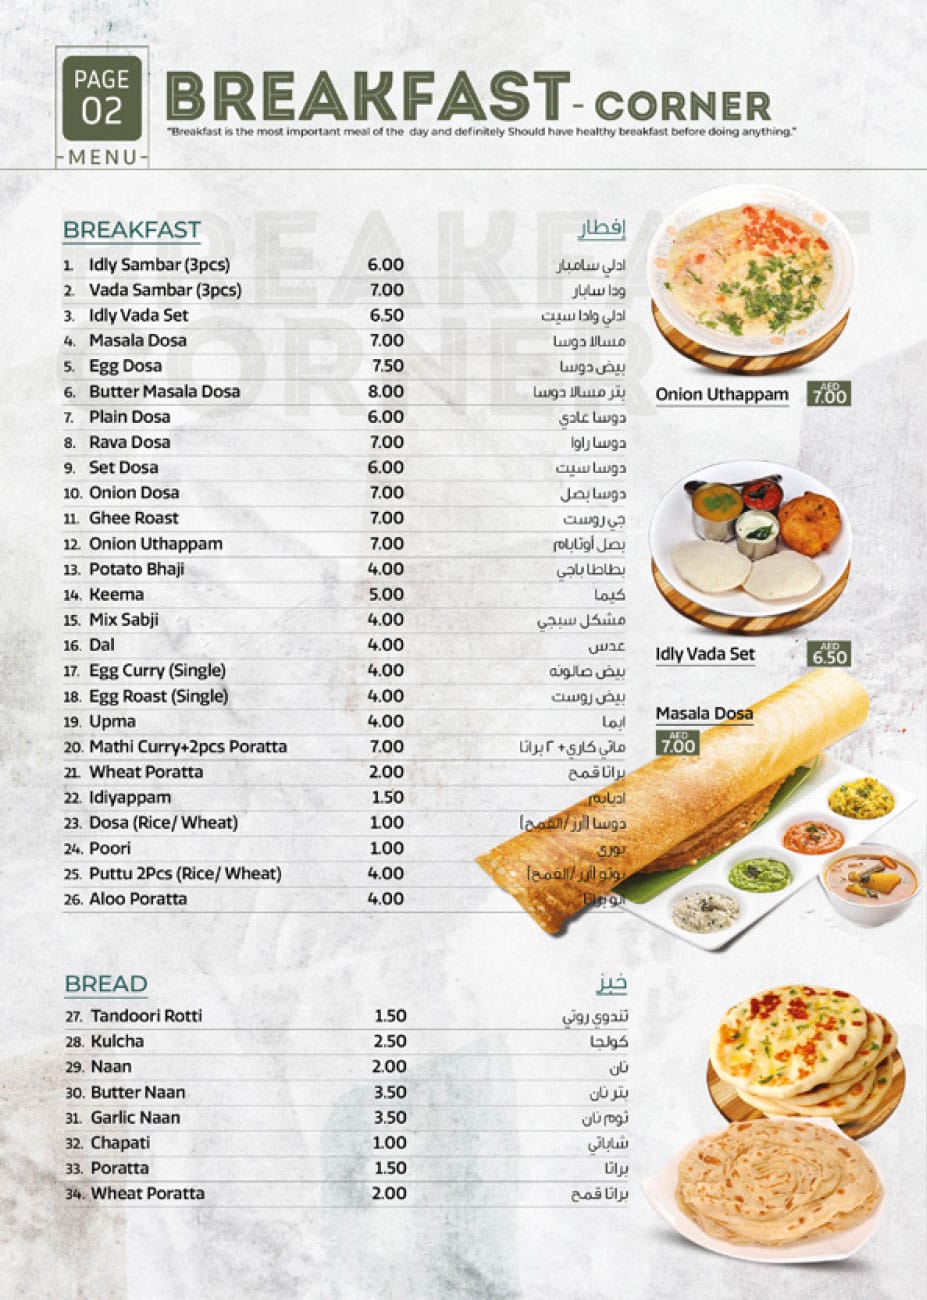 PAGE
02
-MENU-
BREAKFAST - CORNER
"Breakfast is the most important meal of the day and definitely Should have healthy breakfast before doing anything."
BREAKFAST إفطار
1. Idly Sambar (3pcs) 6.00 ادلي سامبار
2. Vada Sambar (3pcs) 7.00 ودا سابار
3. Idly Vada Set 6.50 ادلي وادا سيت
4. Masala Dosa 7.00 مسالا دوسا
5. Egg Dosa 7.50 بيض دوسا
6. Butter Masala Dosa 8.00 بتر مسالا دوسا
7. Plain Dosa 6.00 دوسا عادي
8. Rava Dosa 7.00 دوسا راوا
9. Set Dosa 6.00 دوسا سيت
10. Onion Dosa 7.00 دوسا بصل
11. Ghee Roast 7.00 جي روست
12. Onion Uthappam 7.00 بصل أوتابام
13. Potato Bhaji 4.00 بطاطا باجي
14. Keema 5.00 كيما
15. Mix Sabji 4.00 مشكل سبجي
16. Dal 4.00 عدس
17. Egg Curry (Single) 4.00 بيض صالونه
18. Egg Roast (Single) 4.00 بيض روست
19. Upma 4.00 ابما
20. Mathi Curry+2pcs Poratta 7.00 ماتي كاري+ ٢ براتا
21. Wheat Poratta 2.00 براتا قمح
22. Idiyappam 1.50 اديابم
23. Dosa (Rice/ Wheat) 1.00 دوسا (أرز/القمح)
24. Poori 1.00 بوري
25. Puttu 2Pcs (Rice/ Wheat) 4.00 بوتو (أرز/القمح)
26. Aloo Poratta 4.00 الو براتا
Onion Uthappam AED 7.00
Idly Vada Set AED 6.50
Masala Dosa
AED 7.00
BREAD خبز
27. Tandoori Rotti 1.50 تندوي روتي
28. Kulcha 2.50 كولجا
29. Naan 2.00 نان
30. Butter Naan 3.50 بتر نان
31. Garlic Naan 3.50 ثوم نان
32. Chapati 1.00 شاباتي
33. Poratta 1.50 براتا
34. Wheat Poratta 2.00 براتا قمح
BREAKFAST
CORNER